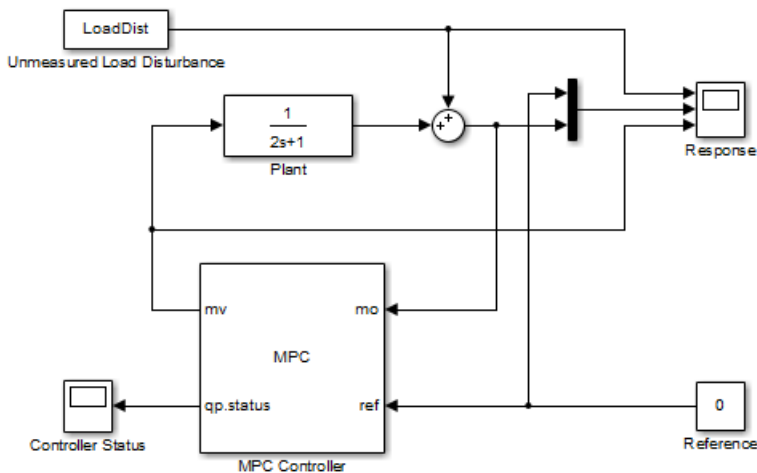 LoadDist
Unmeasured Load Disturbance
1
2s+1
Plant
+
+
Response
mv
mo
MPC
qp.status
ref
0
Controller Status
MPC Controller
Reference